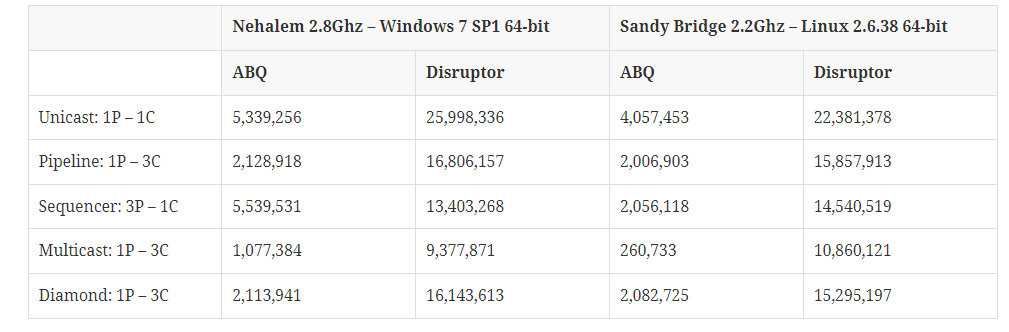 Nehalem 2.8Ghz – Windows 7 SP1 64-bit Sandy Bridge 2.2Ghz – Linux 2.6.38 64-bit
ABQ Disruptor ABQ Disruptor
Unicast: 1P – 1C 5,339,256 25,998,336 4,057,453 22,381,378
Pipeline: 1P – 3C 2,128,918 16,806,157 2,006,903 15,857,913
Sequencer: 3P – 1C 5,539,531 13,403,268 2,056,118 14,540,519
Multicast: 1P – 3C 1,077,384 9,377,871 260,733 10,860,121
Diamond: 1P – 3C 2,113,941 16,143,613 2,082,725 15,295,197